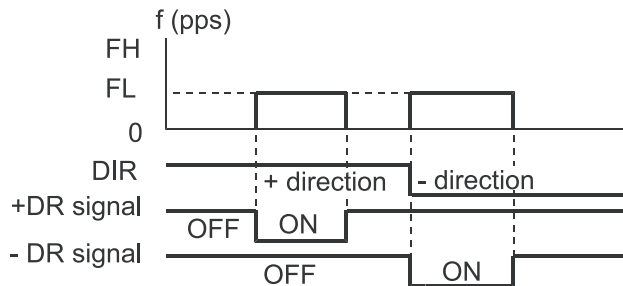 f (pps)
FH
FL
0
DIR
+ direction - direction
+DR signal
OFF ON
- DR signal
OFF ON